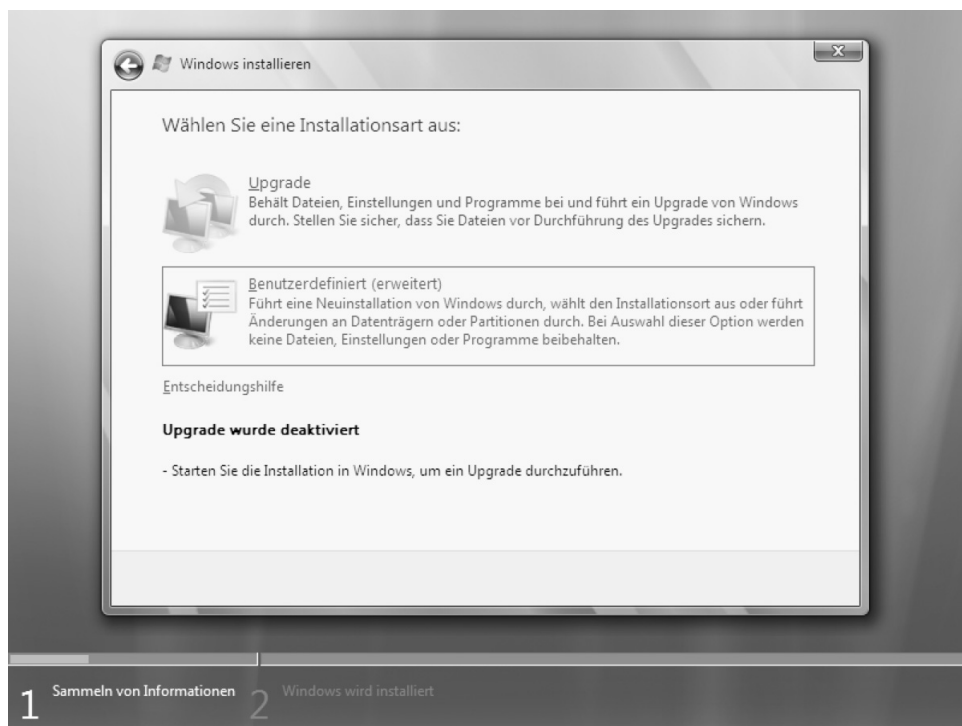 Windows installieren
Wählen Sie eine Installationsart aus:
Upgrade
Behält Dateien, Einstellungen und Programme bei und führt ein Upgrade von Windows
durch. Stellen Sie sicher, dass Sie Dateien vor Durchführung des Upgrades sichern.
Benutzerdefiniert (erweitert)
Führt eine Neuinstallation von Windows durch, wählt den Installationsort aus oder führt
Änderungen an Datenträgern oder Partitionen durch. Bei Auswahl dieser Option werden
keine Dateien, Einstellungen oder Programme beibehalten.
Entscheidungshilfe
Upgrade wurde deaktiviert
- Starten Sie die Installation in Windows, um ein Upgrade durchzuführen.
1 Sammeln von Informationen
2 Windows wird installiert